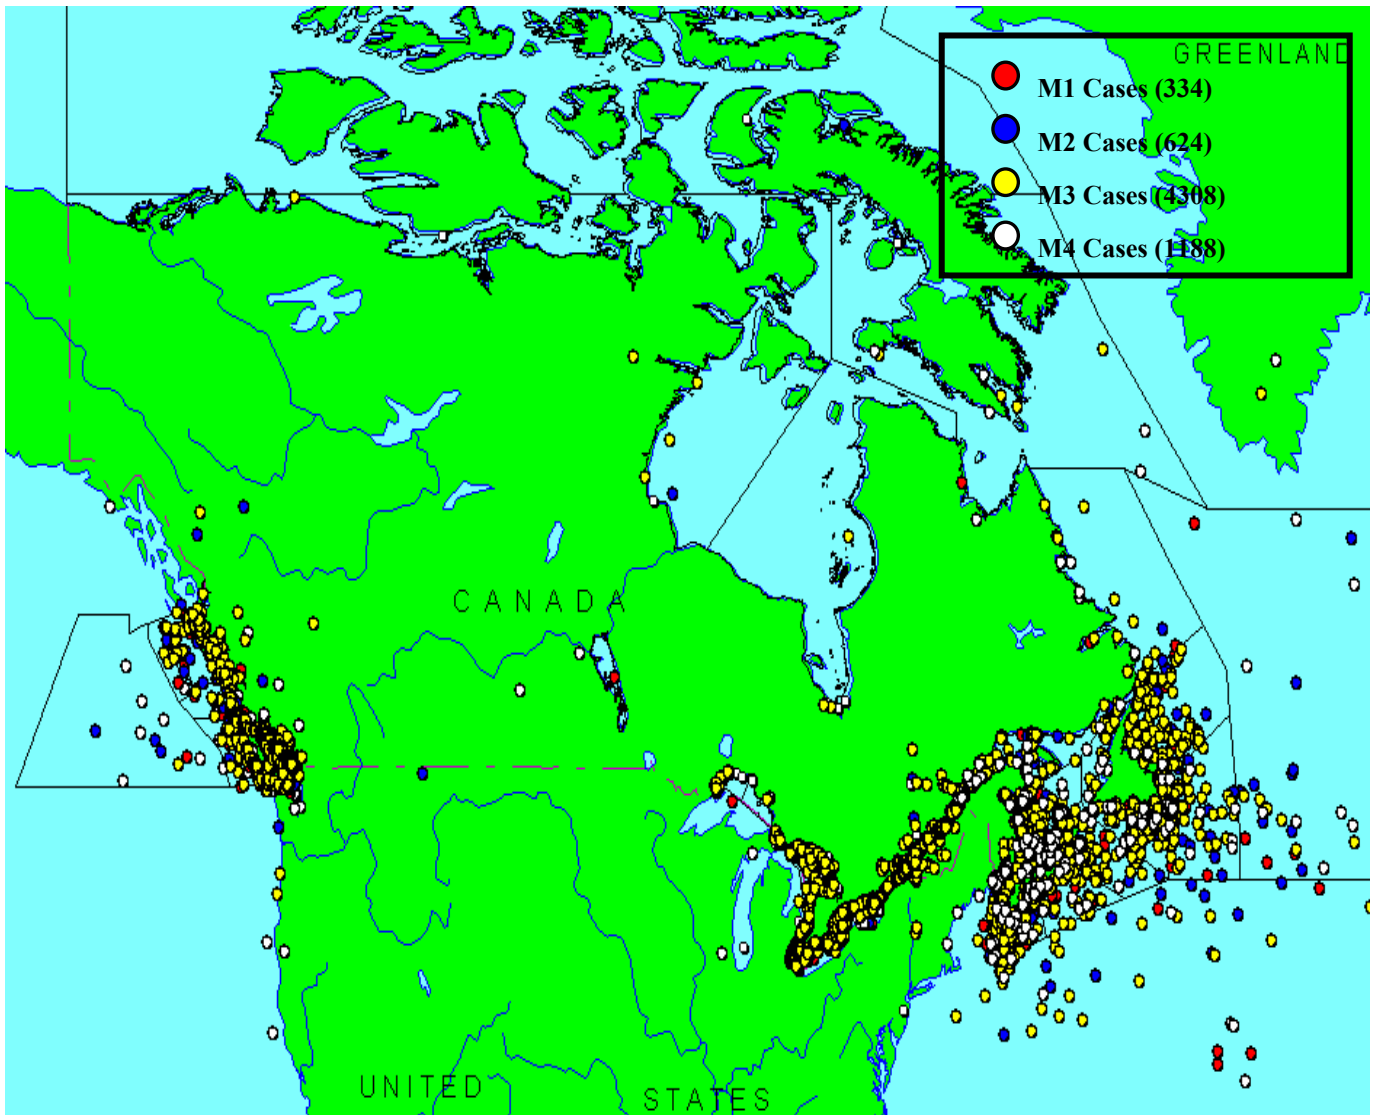 GREENLAND
M1 Cases (334)
M2 Cases (624)
M3 Cases (4308)
M4 Cases (1188)
CANADA
UNITED STATES